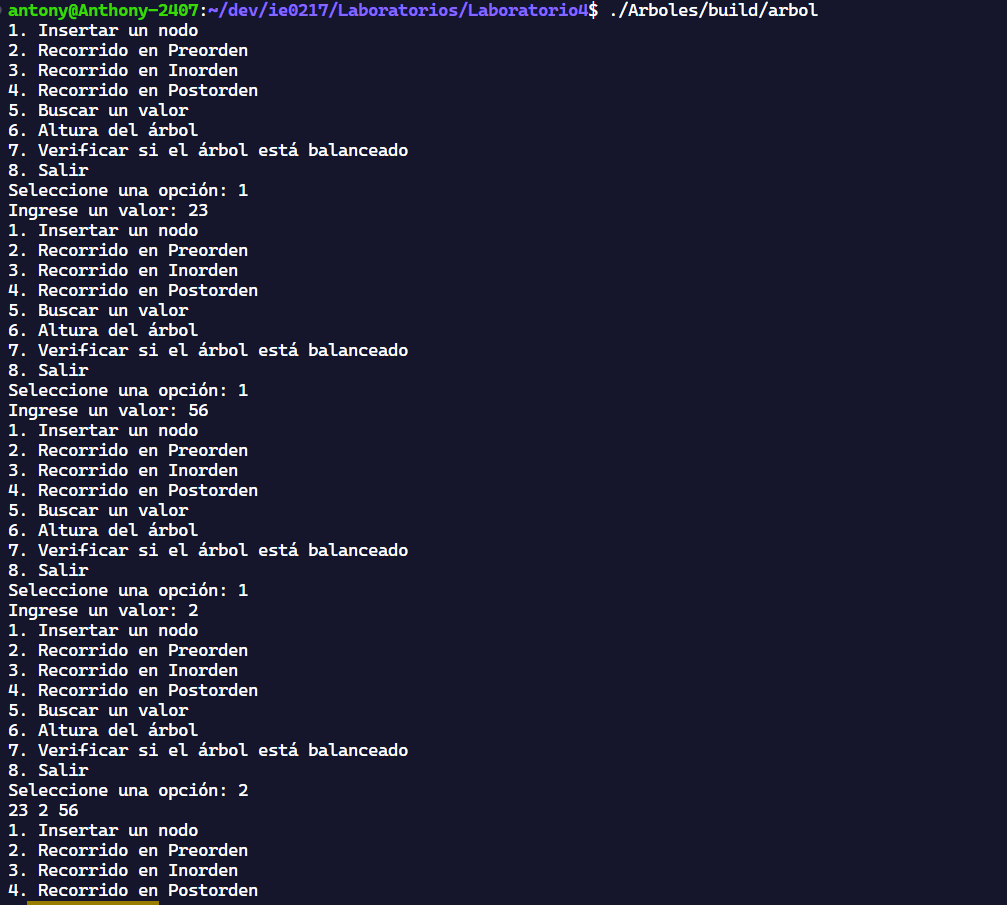 antony@Anthony-2407:~/dev/ie0217/Laboratorios/Laboratorio4$ ./Arboles/build/arbol
1. Insertar un nodo
2. Recorrido en Preorden
3. Recorrido en Inorden
4. Recorrido en Postorden
5. Buscar un valor
6. Altura del árbol
7. Verificar si el árbol está balanceado
8. Salir
Seleccione una opción: 1
Ingrese un valor: 23
1. Insertar un nodo
2. Recorrido en Preorden
3. Recorrido en Inorden
4. Recorrido en Postorden
5. Buscar un valor
6. Altura del árbol
7. Verificar si el árbol está balanceado
8. Salir
Seleccione una opción: 1
Ingrese un valor: 56
1. Insertar un nodo
2. Recorrido en Preorden
3. Recorrido en Inorden
4. Recorrido en Postorden
5. Buscar un valor
6. Altura del árbol
7. Verificar si el árbol está balanceado
8. Salir
Seleccione una opción: 1
Ingrese un valor: 2
1. Insertar un nodo
2. Recorrido en Preorden
3. Recorrido en Inorden
4. Recorrido en Postorden
5. Buscar un valor
6. Altura del árbol
7. Verificar si el árbol está balanceado
8. Salir
Seleccione una opción: 2
23 2 56
1. Insertar un nodo
2. Recorrido en Preorden
3. Recorrido en Inorden
4. Recorrido en Postorden